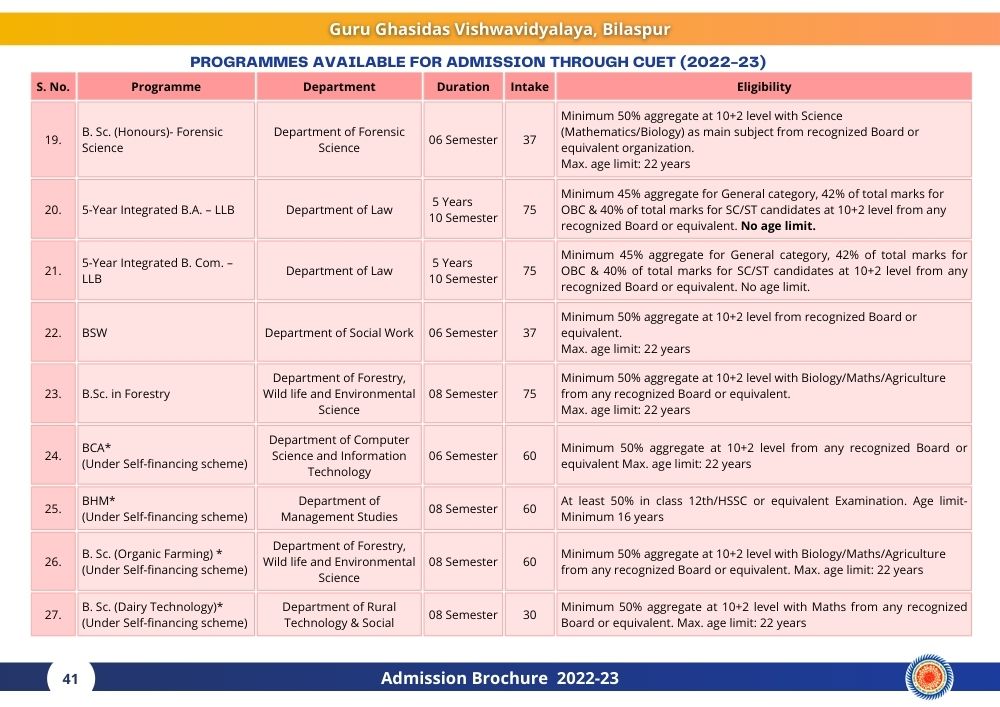 Guru Ghasidas Vishwavidyalaya, Bilaspur
PROGRAMMES AVAILABLE FOR ADMISSION THROUGH CUET (2022-23)
S. No. Programme Department Duration Intake Eligibility
19.
B. Sc. (Honours)- Forensic
Science
Department of Forensic
Science
06 Semester
37
Minimum 50% aggregate at 10+2 level with Science
(Mathematics/Biology) as main subject from recognized Board or
equivalent organization.
Max. age limit: 22 years
20.
5-Year Integrated B.A. – LLB
Department of Law
5 Years
10 Semester
75
Minimum 45% aggregate for General category, 42% of total marks for
OBC & 40% of total marks for SC/ST candidates at 10+2 level from any
recognized Board or equivalent. No age limit.
21.
5-Year Integrated B. Com. –
LLB
Department of Law
5 Years
10 Semester
75
Minimum 45% aggregate for General category, 42% of total marks for
OBC & 40% of total marks for SC/ST candidates at 10+2 level from any
recognized Board or equivalent. No age limit.
22.
BSW
Department of Social Work
06 Semester
37
Minimum 50% aggregate at 10+2 level from recognized Board or
equivalent.
Max. age limit: 22 years
23.
B.Sc. in Forestry
Department of Forestry,
Wild life and Environmental
Science
08 Semester
75
Minimum 50% aggregate at 10+2 level with Biology/Maths/Agriculture
from any recognized Board or equivalent.
Max. age limit: 22 years
24.
BCA*
(Under Self-financing scheme)
Department of Computer
Science and Information
Technology
06 Semester
60
Minimum 50% aggregate at 10+2 level from any recognized Board or
equivalent Max. age limit: 22 years
25.
BHM*
(Under Self-financing scheme)
Department of
Management Studies
08 Semester
60
At least 50% in class 12th/HSSC or equivalent Examination. Age limit-
Minimum 16 years
26.
B. Sc. (Organic Farming) *
(Under Self-financing scheme)
Department of Forestry,
Wild life and Environmental
Science
08 Semester
60
Minimum 50% aggregate at 10+2 level with Biology/Maths/Agriculture
from any recognized Board or equivalent. Max. age limit: 22 years
27.
B. Sc. (Dairy Technology)*
(Under Self-financing scheme)
Department of Rural
Technology & Social
08 Semester
30
Minimum 50% aggregate at 10+2 level with Maths from any recognized
Board or equivalent. Max. age limit: 22 years
41
Admission Brochure 2022-23